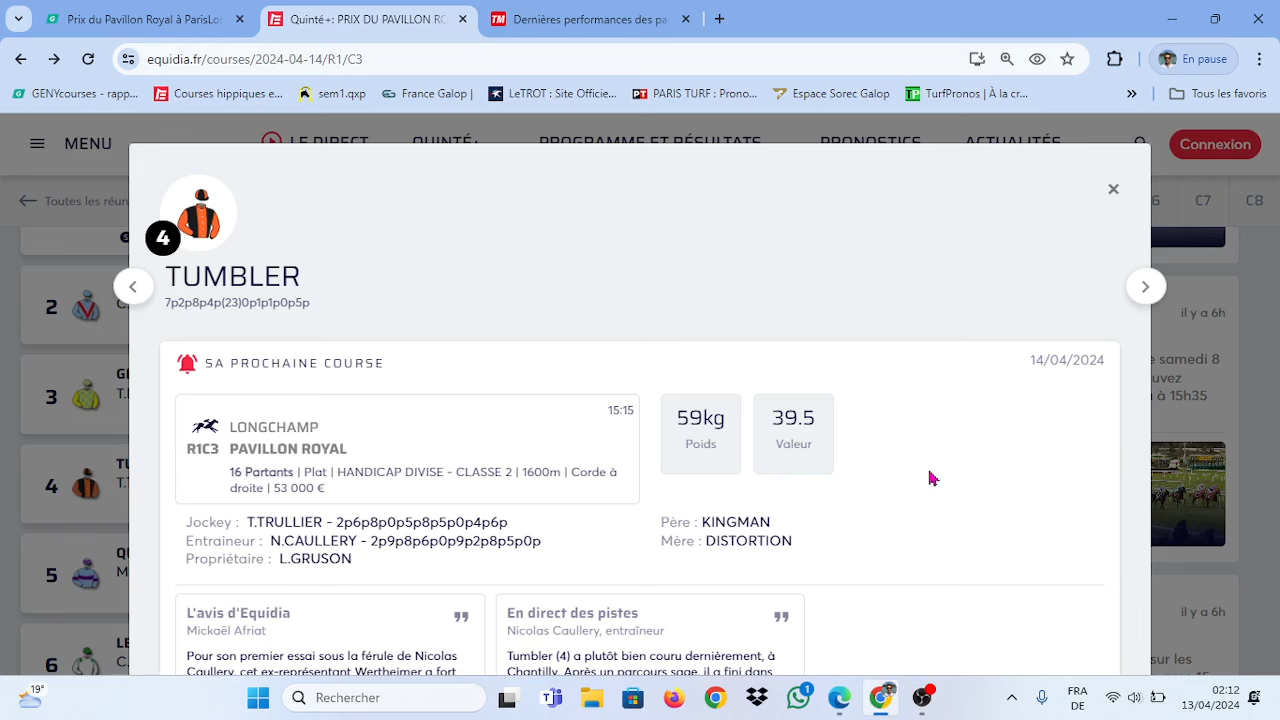 Prix du Pavillon Royal à ParisLon
Quinté+: PRIX DU PAVILLON RO
Dernières performances des pa
equidia.fr/courses/2024-04-14/R1/C3
En pause
GENYcourses - rapp...
Courses hippiques e...
sem1.qxp
France Galop |
LeTROT : Site Officie...
PARIS TURF : Prono...
Espace Sorec Galop
TurfPronos | À la cr...
Tous les favoris
MENU
LE DIRECT
QUINTÉ+
PROGRAMME ET RÉSULTATS
PRONOSTICS
ACTUALITÉS
Connexion
Toutes les réun
C7
C8
4
TUMBLER
7p2p8p4p(23)0p1p1p0p5p
SA PROCHAINE COURSE
14/04/2024
15:15
LONGCHAMP
R1C3 PAVILLON ROYAL
16 Partants | Plat | HANDICAP DIVISE - CLASSE 2 | 1600m | Corde à
droite | 53 000 €
59kg
Poids
39.5
Valeur
Jockey : T.TRULLIER - 2p6p8p0p5p8p5p0p4p6p
Entraineur : N.CAULLERY - 2p9p8p6p0p9p2p8p5p0p
Propriétaire : L.GRUSON
Père : KINGMAN
Mère : DISTORTION
L'avis d'Equidia
Mickaël Afriat
Pour son premier essai sous la férule de Nicolas
Caullery, cet ex-représentant Wertheimer a fort
En direct des pistes
Nicolas Caullery, entraîneur
Tumbler (4) a plutôt bien couru dernièrement, à
Chantilly. Après un parcours sage, il a fini dans
2
3
4
5
6
il y a 6h
e samedi 8
uvez
à 15h35
il y a 6h
sur les
19°
Rechercher
1
FRA
DE
02:12
13/04/2024